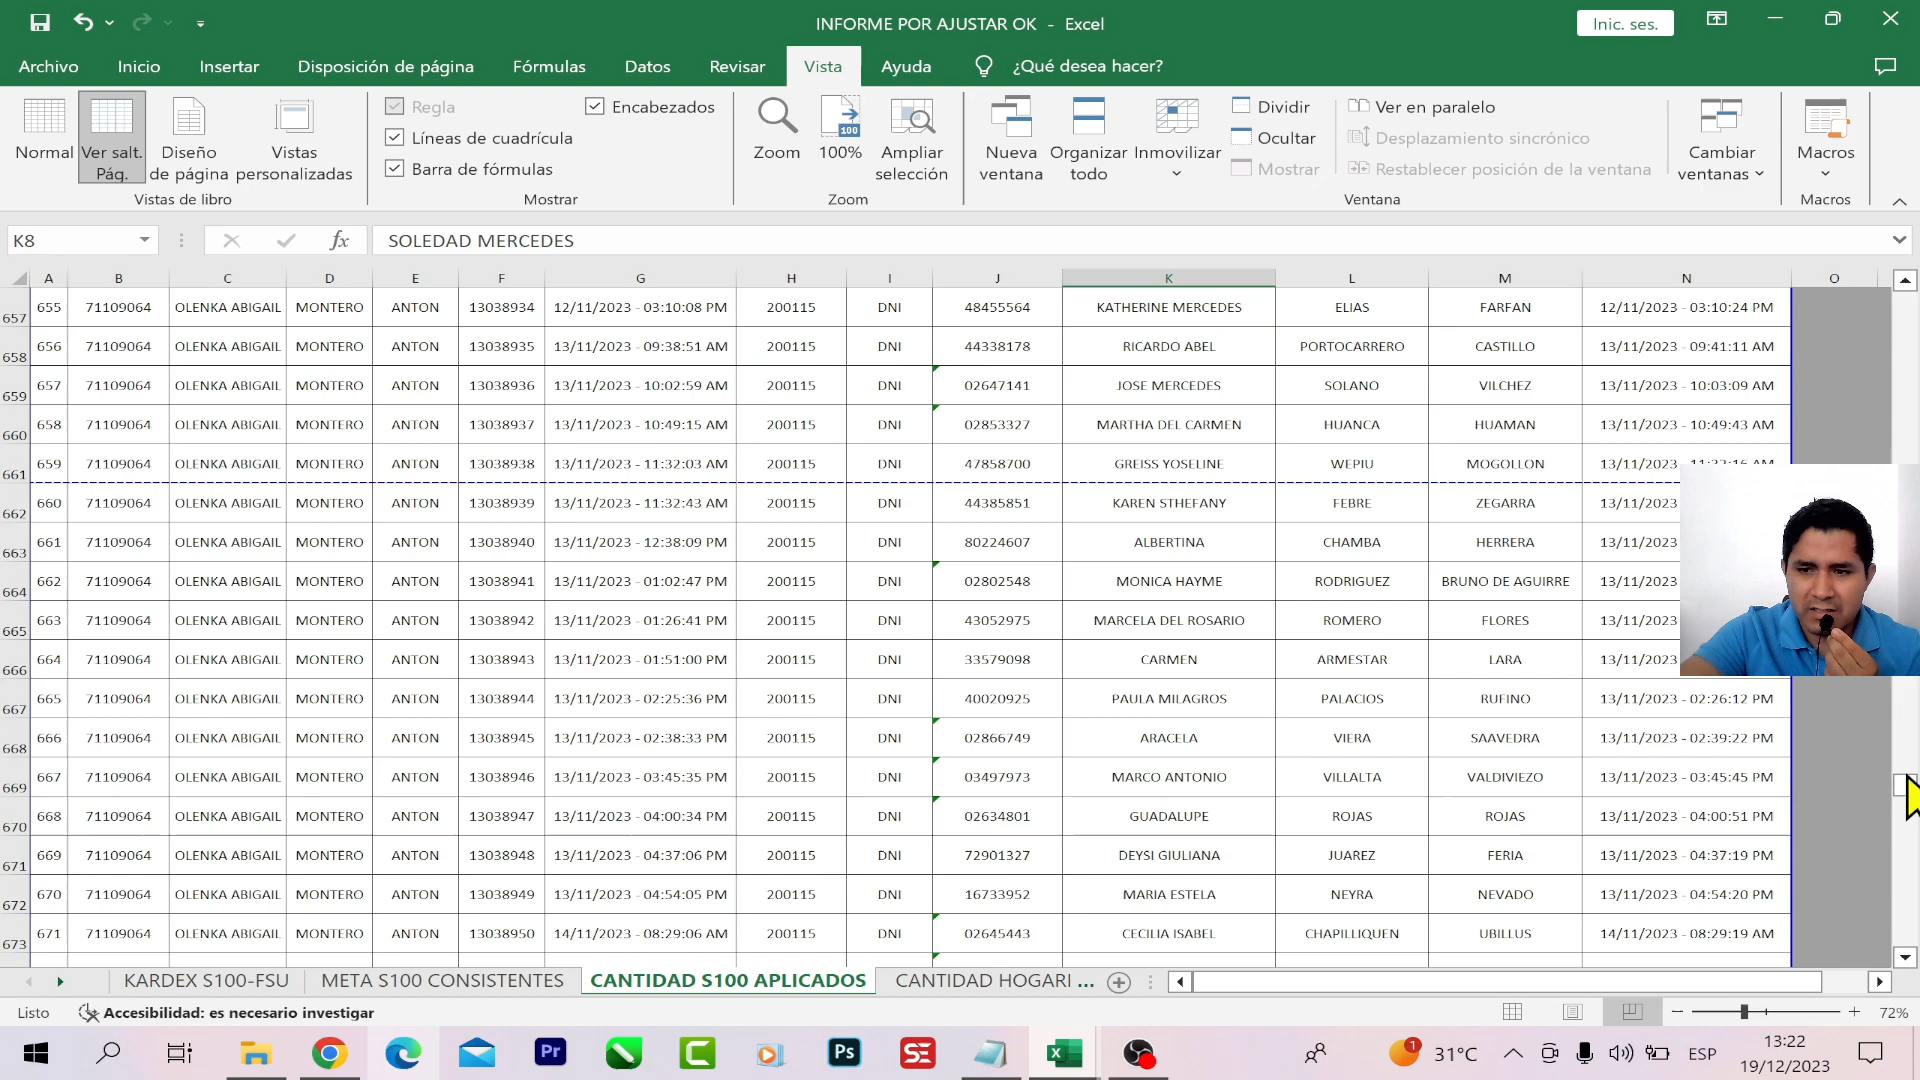 INFORME POR AJUSTAR OK - Excel
Inic. ses.
Archivo Inicio Insertar Disposición de página Fórmulas Datos Revisar Vista Ayuda ¿Qué desea hacer?
Normal Ver salt. Pág. Diseño de página Vistas personalizadas
Regla Encabezados
Líneas de cuadrícula
Barra de fórmulas
Zoom 100% Ampliar selección
100
Nueva ventana Organizar todo Inmovilizar
Dividir
Ocultar
Mostrar
Ver en paralelo
Desplazamiento sincrónico
Restablecer posición de la ventana
Cambiar ventanas
Macros
Vistas de libro Mostrar Zoom Ventana Macros
K8 fx SOLEDAD MERCEDES
A B C D E F G H I J K L M N O
657 655 71109064 OLENKA ABIGAIL MONTERO ANTON 13038934 12/11/2023 - 03:10:08 PM 200115 DNI 48455564 KATHERINE MERCEDES ELIAS FARFAN 12/11/2023 - 03:10:24 PM
658 656 71109064 OLENKA ABIGAIL MONTERO ANTON 13038935 13/11/2023 - 09:38:51 AM 200115 DNI 44338178 RICARDO ABEL PORTOCARRERO CASTILLO 13/11/2023 - 09:41:11 AM
659 657 71109064 OLENKA ABIGAIL MONTERO ANTON 13038936 13/11/2023 - 10:02:59 AM 200115 DNI 02647141 JOSE MERCEDES SOLANO VILCHEZ 13/11/2023 - 10:03:09 AM
660 658 71109064 OLENKA ABIGAIL MONTERO ANTON 13038937 13/11/2023 - 10:49:15 AM 200115 DNI 02853327 MARTHA DEL CARMEN HUANCA HUAMAN 13/11/2023 - 10:49:43 AM
661 659 71109064 OLENKA ABIGAIL MONTERO ANTON 13038938 13/11/2023 - 11:32:03 AM 200115 DNI 47858700 GREISS YOSELINE WEPIU MOGOLLON 13/11/2023 - 11:32:16 AM
662 660 71109064 OLENKA ABIGAIL MONTERO ANTON 13038939 13/11/2023 - 11:32:43 AM 200115 DNI 44385851 KAREN STHEFANY FEBRE ZEGARRA 13/11/2023
663 661 71109064 OLENKA ABIGAIL MONTERO ANTON 13038940 13/11/2023 - 12:38:09 PM 200115 DNI 80224607 ALBERTINA CHAMBA HERRERA 13/11/2023
664 662 71109064 OLENKA ABIGAIL MONTERO ANTON 13038941 13/11/2023 - 01:02:47 PM 200115 DNI 02802548 MONICA HAYME RODRIGUEZ BRUNO DE AGUIRRE 13/11/2023
665 663 71109064 OLENKA ABIGAIL MONTERO ANTON 13038942 13/11/2023 - 01:26:41 PM 200115 DNI 43052975 MARCELA DEL ROSARIO ROMERO FLORES 13/11/2023
666 664 71109064 OLENKA ABIGAIL MONTERO ANTON 13038943 13/11/2023 - 01:51:00 PM 200115 DNI 33579098 CARMEN ARMESTAR LARA 13/11/2023
667 665 71109064 OLENKA ABIGAIL MONTERO ANTON 13038944 13/11/2023 - 02:25:36 PM 200115 DNI 40020925 PAULA MILAGROS PALACIOS RUFINO 13/11/2023 - 02:26:12 PM
668 666 71109064 OLENKA ABIGAIL MONTERO ANTON 13038945 13/11/2023 - 02:38:33 PM 200115 DNI 02866749 ARACELA VIERA SAAVEDRA 13/11/2023 - 02:39:22 PM
669 667 71109064 OLENKA ABIGAIL MONTERO ANTON 13038946 13/11/2023 - 03:45:35 PM 200115 DNI 03497973 MARCO ANTONIO VILLALTA VALDIVIEZO 13/11/2023 - 03:45:45 PM
670 668 71109064 OLENKA ABIGAIL MONTERO ANTON 13038947 13/11/2023 - 04:00:34 PM 200115 DNI 02634801 GUADALUPE ROJAS ROJAS 13/11/2023 - 04:00:51 PM
671 669 71109064 OLENKA ABIGAIL MONTERO ANTON 13038948 13/11/2023 - 04:37:06 PM 200115 DNI 72901327 DEYSI GIULIANA JUAREZ FERIA 13/11/2023 - 04:37:19 PM
672 670 71109064 OLENKA ABIGAIL MONTERO ANTON 13038949 13/11/2023 - 04:54:05 PM 200115 DNI 16733952 MARIA ESTELA NEYRA NEVADO 13/11/2023 - 04:54:20 PM
673 671 71109064 OLENKA ABIGAIL MONTERO ANTON 13038950 14/11/2023 - 08:29:06 AM 200115 DNI 02645443 CECILIA ISABEL CHAPILLIQUEN UBILLUS 14/11/2023 - 08:29:19 AM
KARDEX S100-FSU META S100 CONSISTENTES CANTIDAD S100 APLICADOS CANTIDAD HOGARI ...
Listo Accesibilidad: es necesario investigar 72%
Pr Ps SE 1 31°C ESP 13:22
19/12/2023